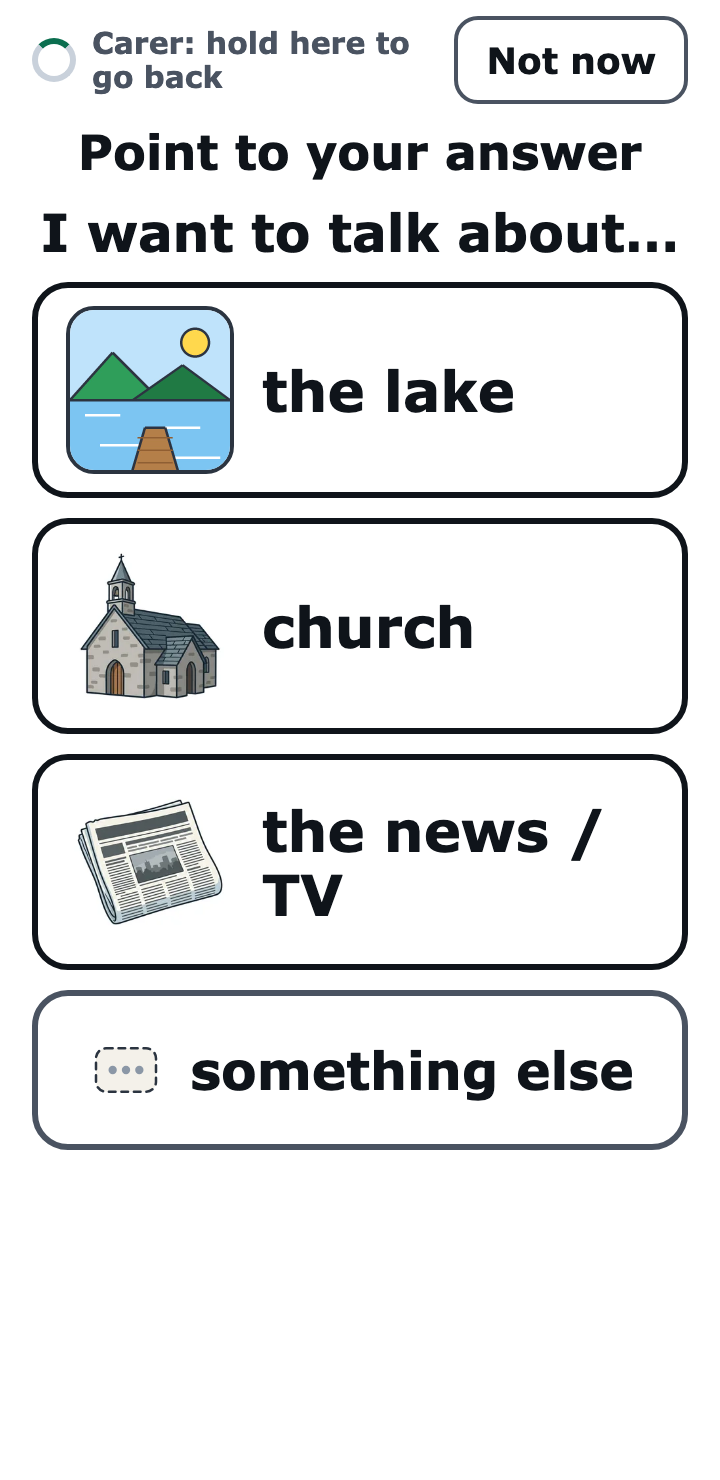 Carer: hold here to
go back
Not now
Point to your answer
I want to talk about...
the lake
church
the news /
TV
something else